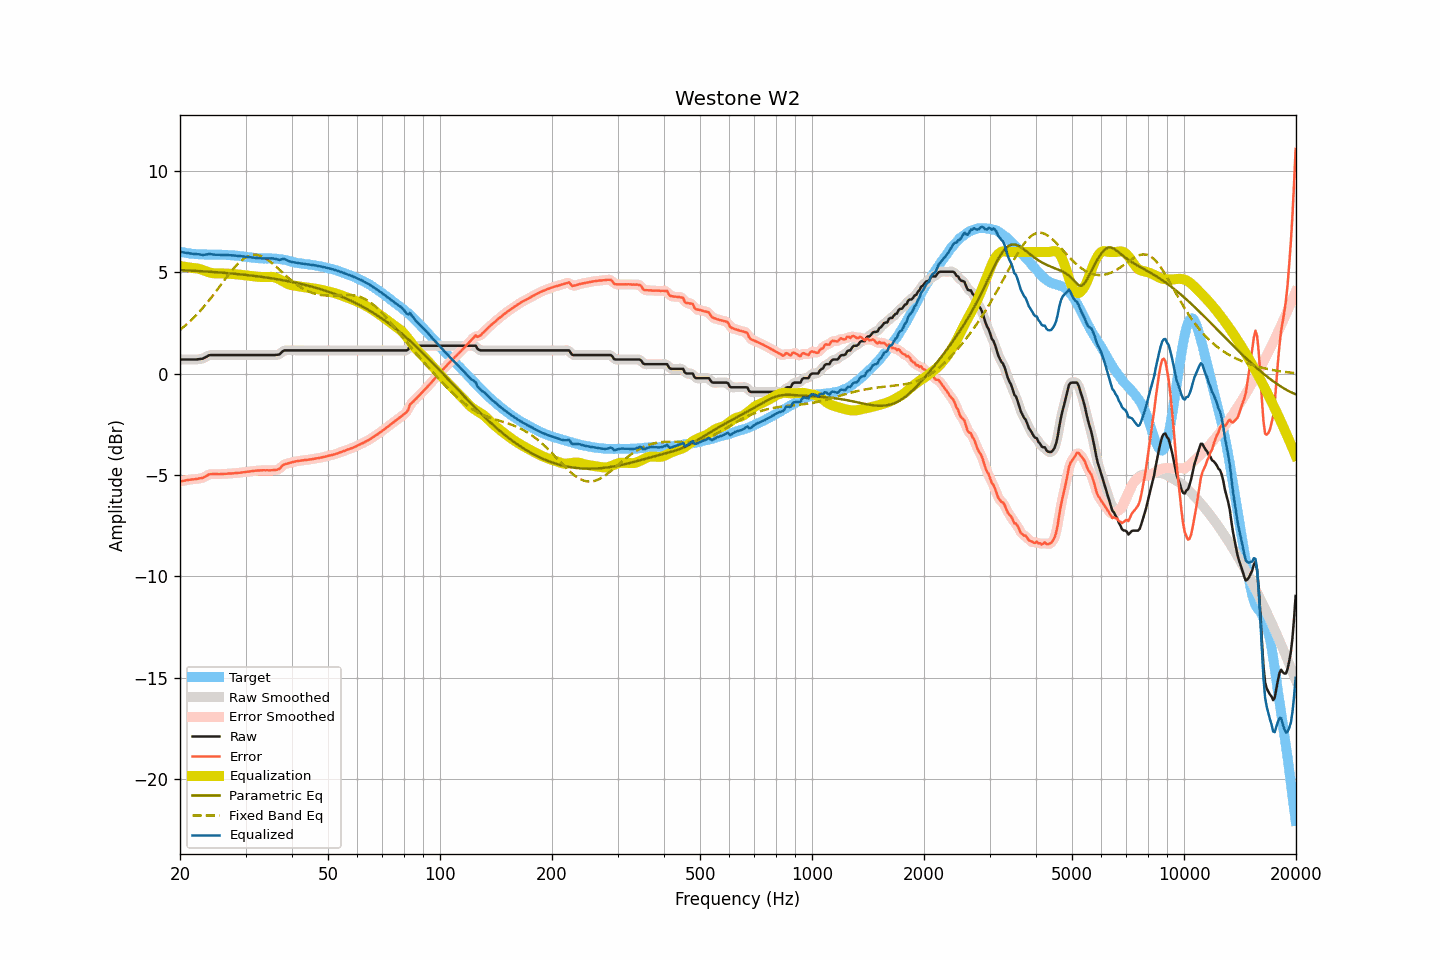 Westone W2
Amplitude (dBr)
10
5
0
−5
−10
−15
−20
Target
Raw Smoothed
Error Smoothed
Raw
Error
Equalization
Parametric Eq
Fixed Band Eq
Equalized
20 50 100 200 500 1000 2000 5000 10000 20000
Frequency (Hz)